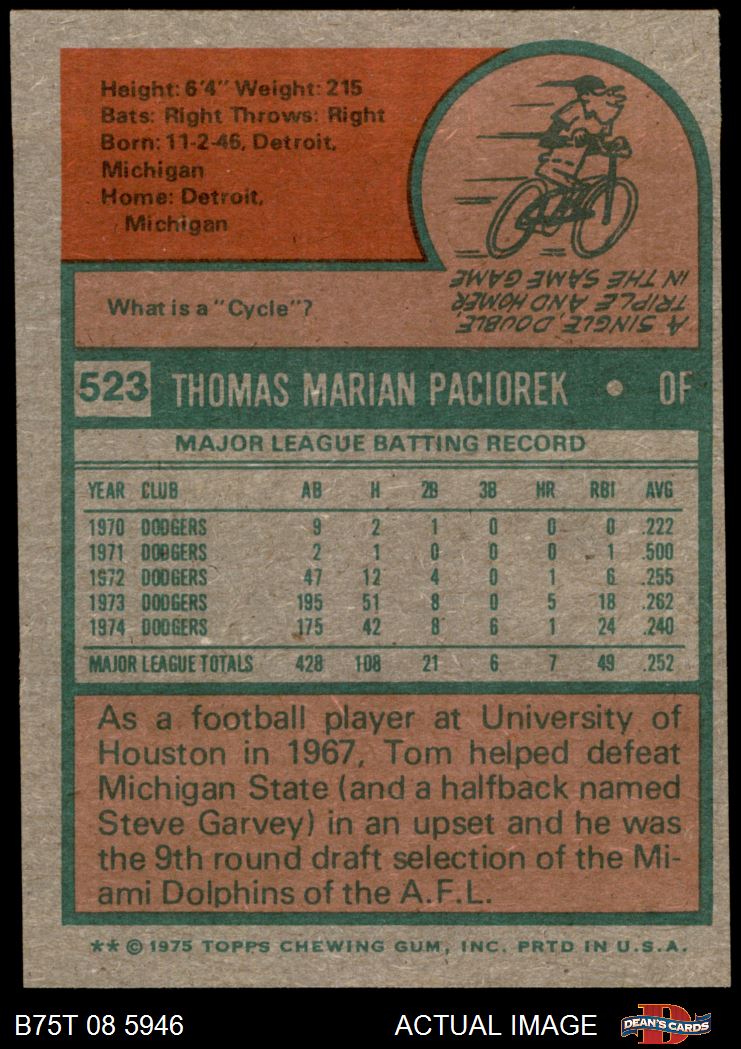 Height: 6'4" Weight: 215
Bats: Right Throws: Right
Born: 11-2-46, Detroit,
Michigan
Home: Detroit,
Michigan
What is a "Cycle"?
A SINGLE, DOUBLE,
TRIPLE AND HOMER
IN THE SAME GAME
523 THOMAS MARIAN PACIOREK • OF
MAJOR LEAGUE BATTING RECORD
YEAR CLUB AB H 2B 3B HR RBI AVG
1970 DODGERS 9 2 1 0 0 0 .222
1971 DODGERS 2 1 0 0 0 1 .500
1972 DODGERS 47 12 4 0 1 6 .255
1973 DODGERS 195 51 8 0 5 18 .262
1974 DODGERS 175 42 8 6 1 24 .240
MAJOR LEAGUE TOTALS 428 108 21 6 7 49 .252
As a football player at University of
Houston in 1967, Tom helped defeat
Michigan State (and a halfback named
Steve Garvey) in an upset and he was
the 9th round draft selection of the Mi-
ami Dolphins of the A.F.L.
** © 1975 TOPPS CHEWING GUM, INC. PRTD IN U.S.A.
B75T 08 5946 ACTUAL IMAGE D DEAN'S CARDS